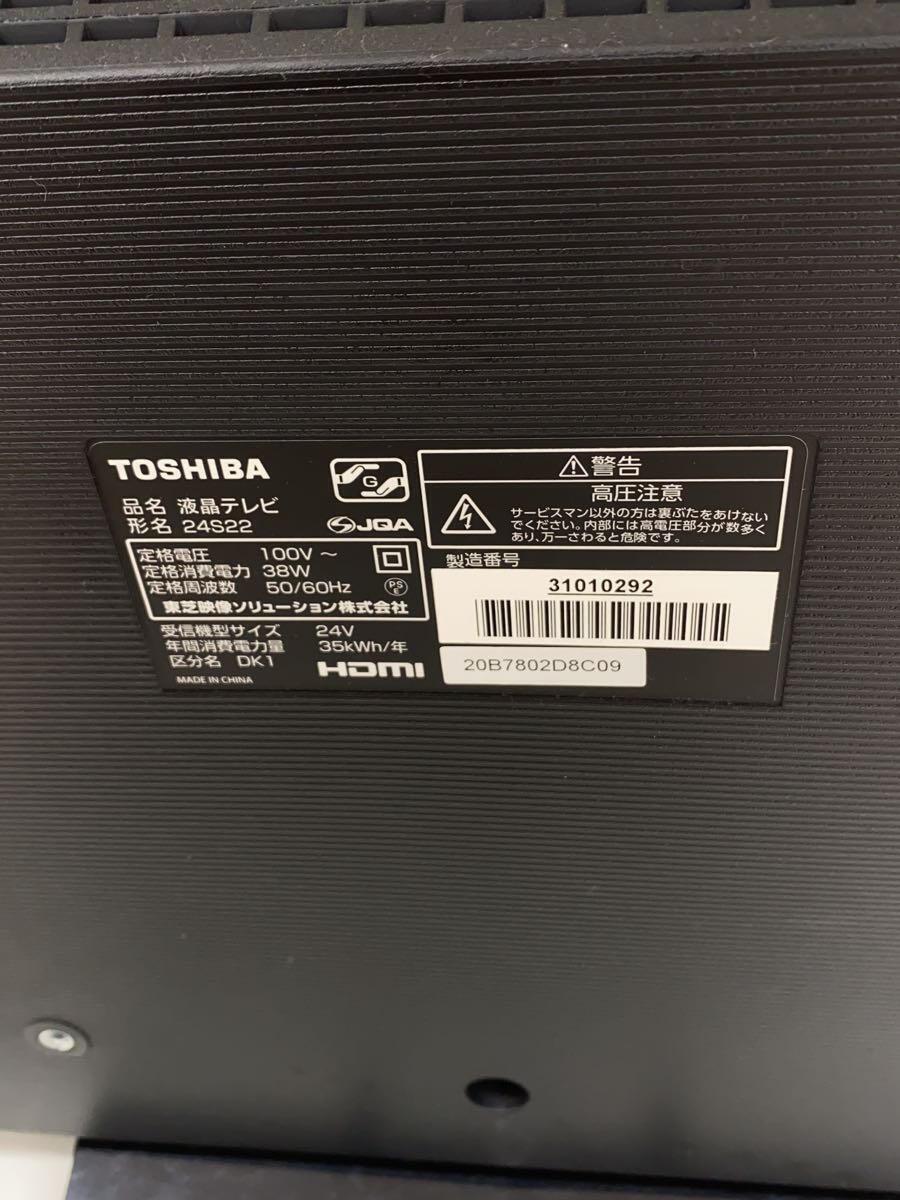 TOSHIBA
品名 液晶テレビ
形名 24S22
G
JQA
定格電圧 100V ～
定格消費電力 38W
定格周波数 50/60Hz
PS
E
東芝映像ソリューション株式会社
受信機型サイズ 24V
年間消費電力量 35kWh/年
区分名 DK1
HDMI
MADE IN CHINA
警告
高圧注意
サービスマン以外の方は裏ぶたをあけない
でください。内部には高電圧部分が数多く
あり、万一さわると危険です。
製造番号
31010292
20B7802D8C09